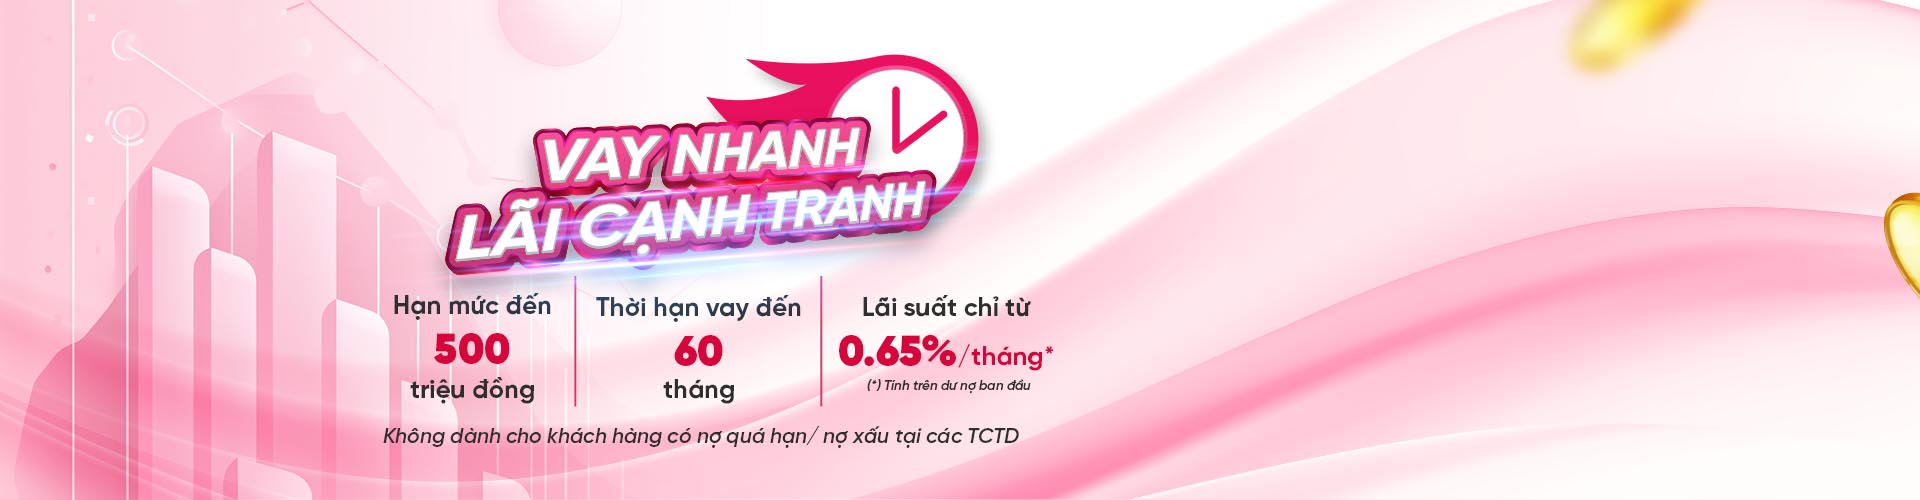 VAY NHANH
LÃI CẠNH TRANH
Hạn mức đến
500
triệu đồng
Thời hạn vay đến
60
tháng
Lãi suất chỉ từ
0.65%/tháng*
(*) Tính trên dư nợ ban đầu
Không dành cho khách hàng có nợ quá hạn/ nợ xấu tại các TCTD